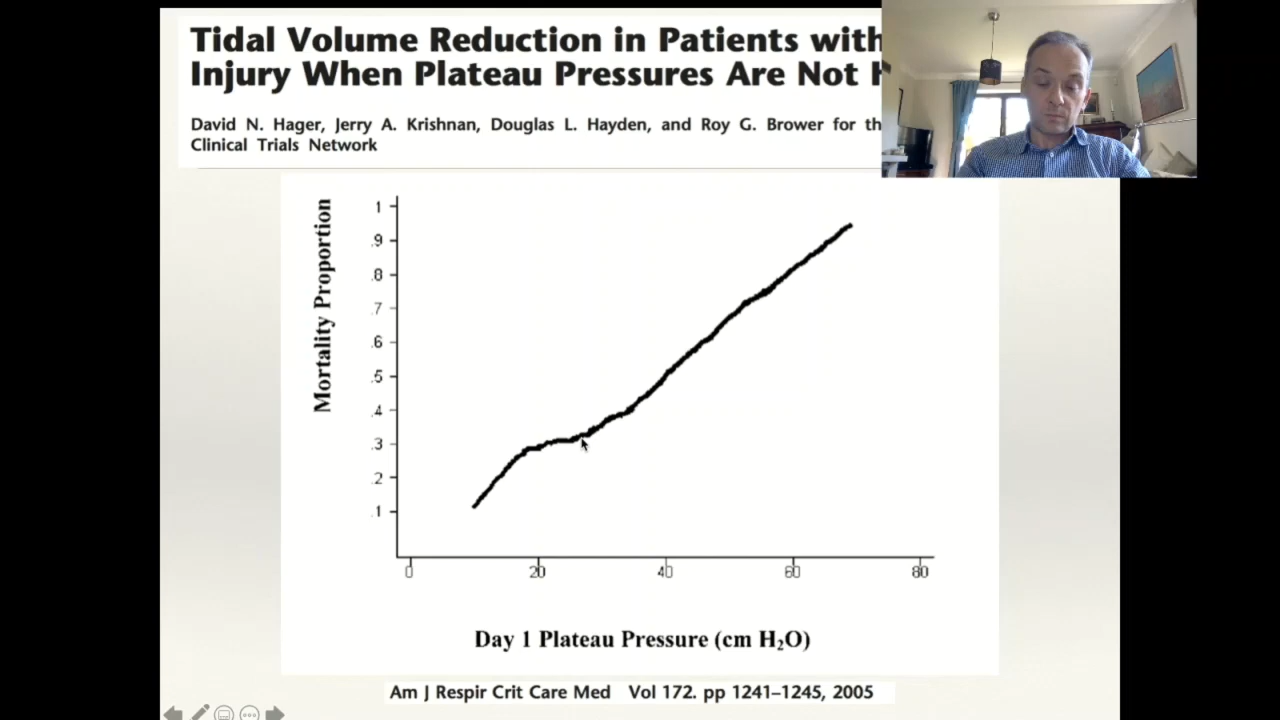 Tidal Volume Reduction in Patients with
Injury When Plateau Pressures Are Not
David N. Hager, Jerry A. Krishnan, Douglas L. Hayden, and Roy G. Brower for th
Clinical Trials Network
Mortality Proportion
1
.9
.8
.7
.6
.5
.4
.3
.2
.1
0 20 40 60 80
Day 1 Plateau Pressure (cm H₂O)
Am J Respir Crit Care Med Vol 172. pp 1241–1245, 2005